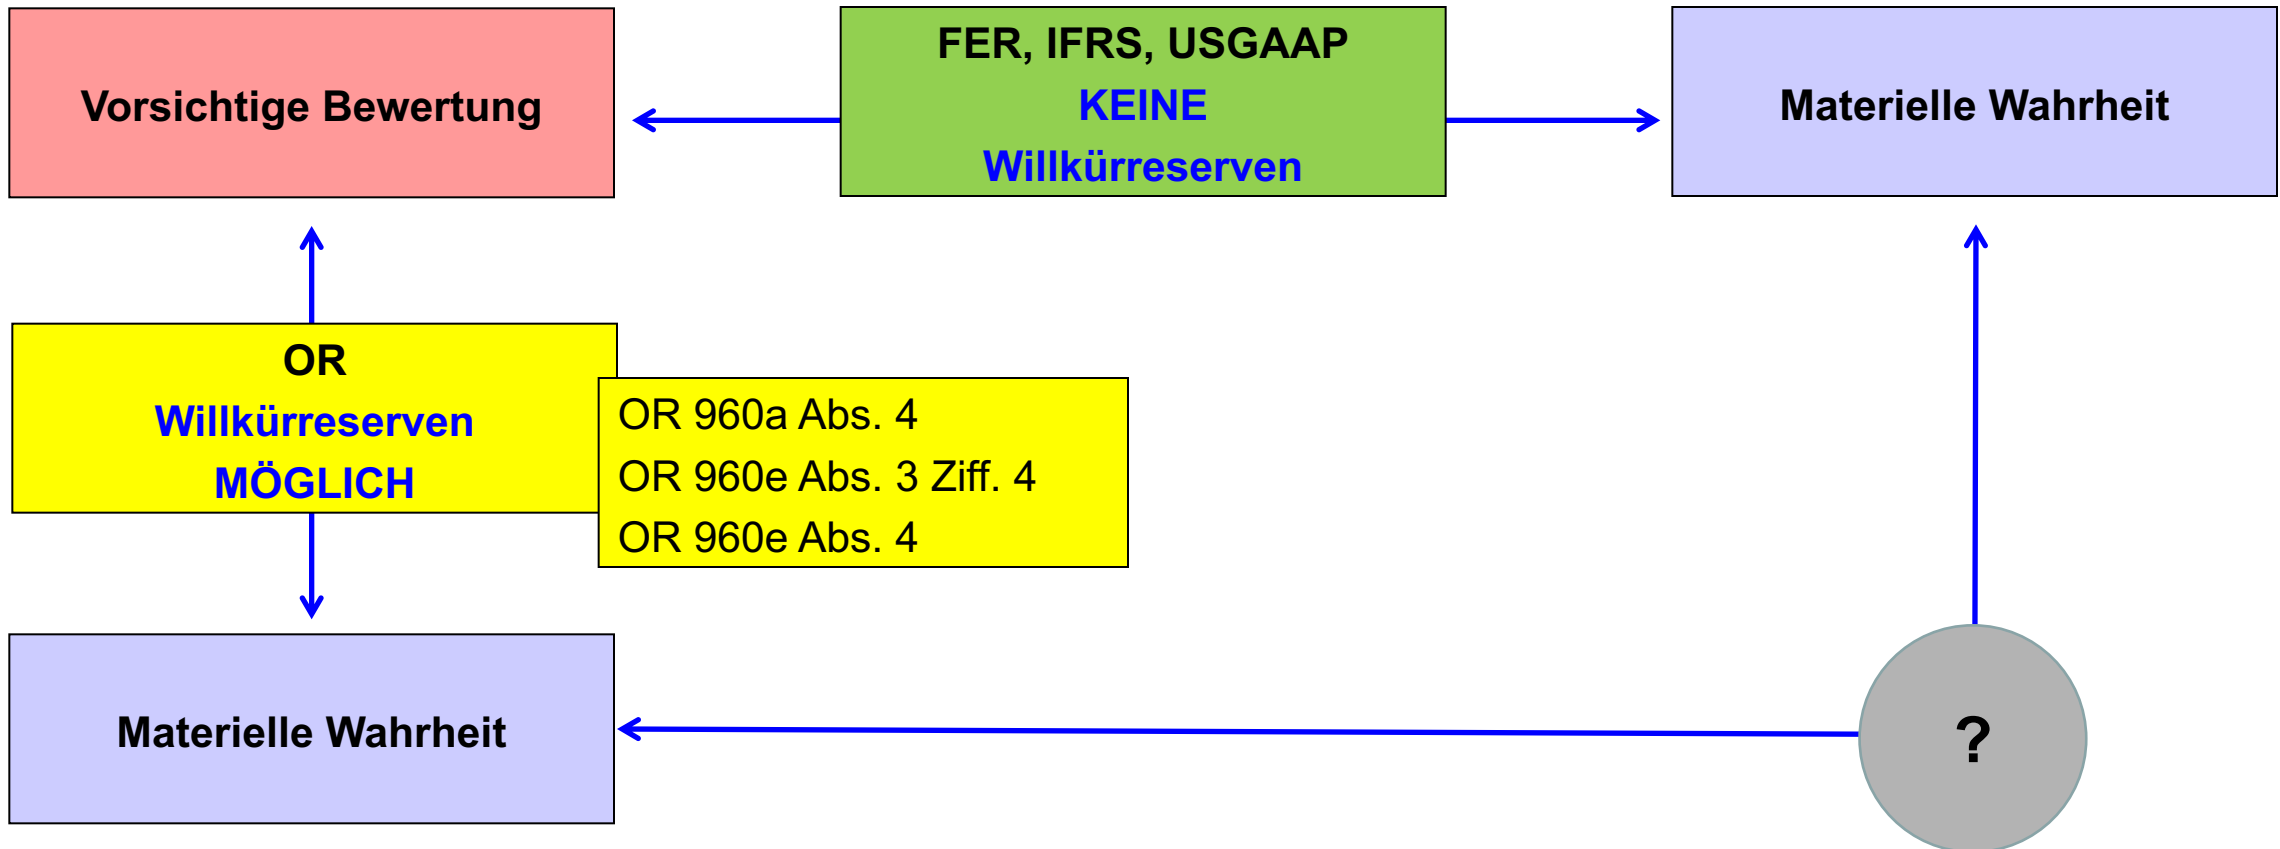 Vorsichtige Bewertung
FER, IFRS, USGAAP
KEINE
Willkürreserven
Materielle Wahrheit
OR
Willkürreserven
MÖGLICH
OR 960a Abs. 4
OR 960e Abs. 3 Ziff. 4
OR 960e Abs. 4
Materielle Wahrheit
?